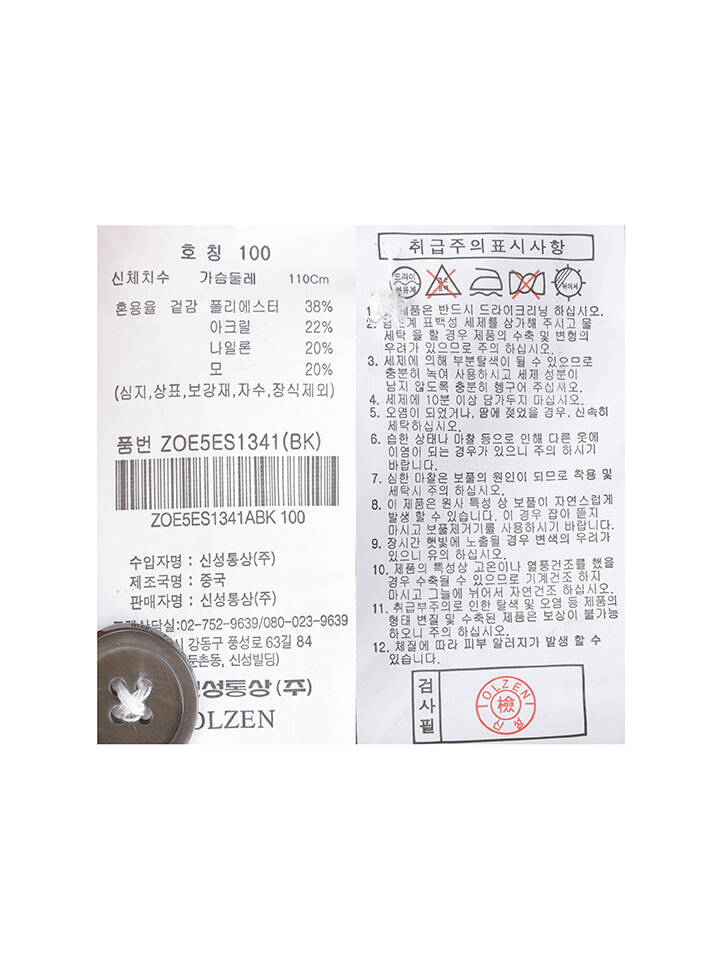 호 칭 100
신체치수 가슴둘레 110Cm
혼용율 겉감 폴리에스터 38%
아크릴 22%
나일론 20%
모 20%
(심지,상표,보강재,자수,장식제외)
품번 ZOE5ES1341(BK)
ZOE5ES1341ABK 100
수입자명 : 신성통상(주)
제조국명 : 중국
판매자명 : 신성통상(주)
상담실:02-752-9639/080-023-9639
강동구 풍성로 63길 84
둔촌동, 신성빌딩)
신성통상(주)
OLZEN
취급주의표시사항
드라이
석유계
뉘어서
1. 제품은 반드시 드라이크리닝 하십시오.
2. 표백성 세제를 삼가해 주시고 물
세탁 을 할 경우 제품의 수축 및 변형의
우려가 있으므로 주의 하십시오.
3. 세제에 의해 부분탈색이 될 수 있으므로
충분히 녹여 사용하시고 세제 성분이
남지 않도록 충분히 헹구어 주십시오.
4. 세제에 10분 이상 담가두지 마십시오.
5. 오염이 되었거나, 땀에 젖었을 경우, 신속히
세탁하십시오.
6. 습한 상태나 마찰 등으로 인해 다른 옷에
이염이 되는 경우가 있으니 주의 하시기
바랍니다.
7. 심한 마찰은 보풀의 원인이 되므로 착용 및
세탁시 주의 하십시오.
8. 이 제품은 원사 특성 상 보풀이 자연스럽게
발생 할 수 있습니다. 이 경우 잡아 뜯지
마시고 보풀제거기를 사용하시기 바랍니다.
9. 장시간 햇빛에 노출될 경우 변색의 우려가
있으니 유의 하십시오.
10. 제품의 특성상 고온이나 열풍건조를 했을
경우 수축될 수 있으므로 기계건조 하지
마시고 그늘에 뉘어서 자연건조 하십시오.
11. 취급부주의로 인한 탈색 및 오염 등 제품의
형태 변질 및 수축된 제품은 보상이 불가능
하오니 주의 하십시오.
12. 체질에 따라 피부 알러지가 발생 할 수
있습니다.
검사필
OLZEN
檢